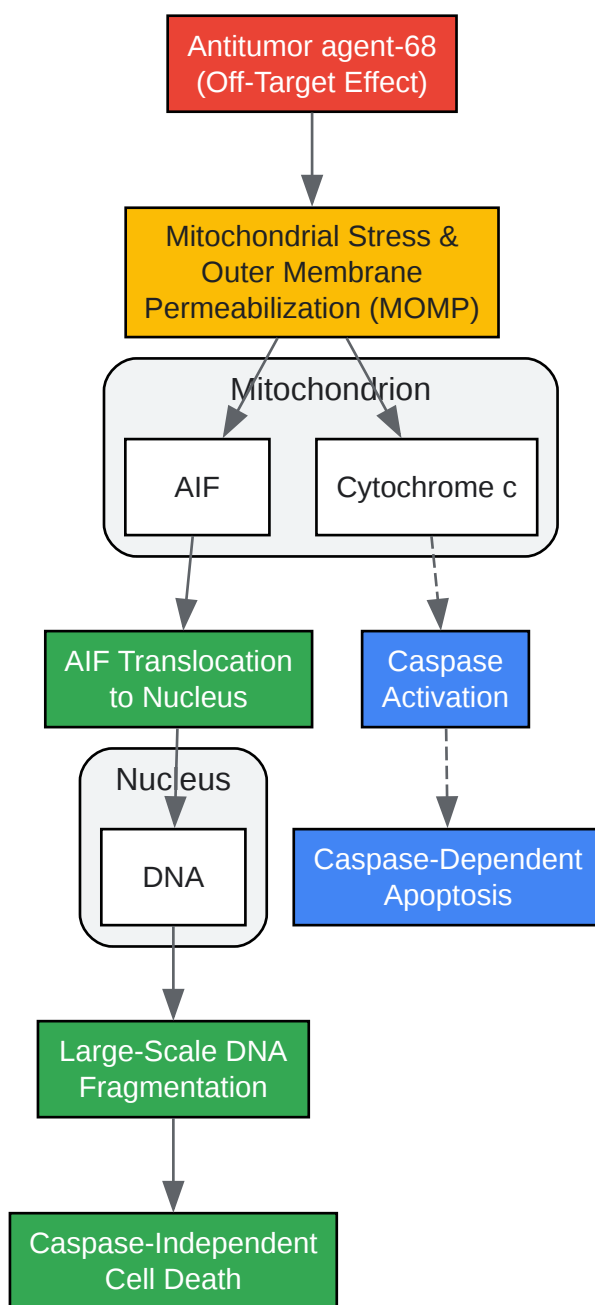 Antitumor agent-68
(Off-Target Effect)
Mitochondrial Stress &
Outer Membrane
Permeabilization (MOMP)
Mitochondrion
AIF
Cytochrome c
AIF Translocation
to Nucleus
Caspase
Activation
Nucleus
DNA
Caspase-Dependent
Apoptosis
Large-Scale DNA
Fragmentation
Caspase-Independent
Cell Death